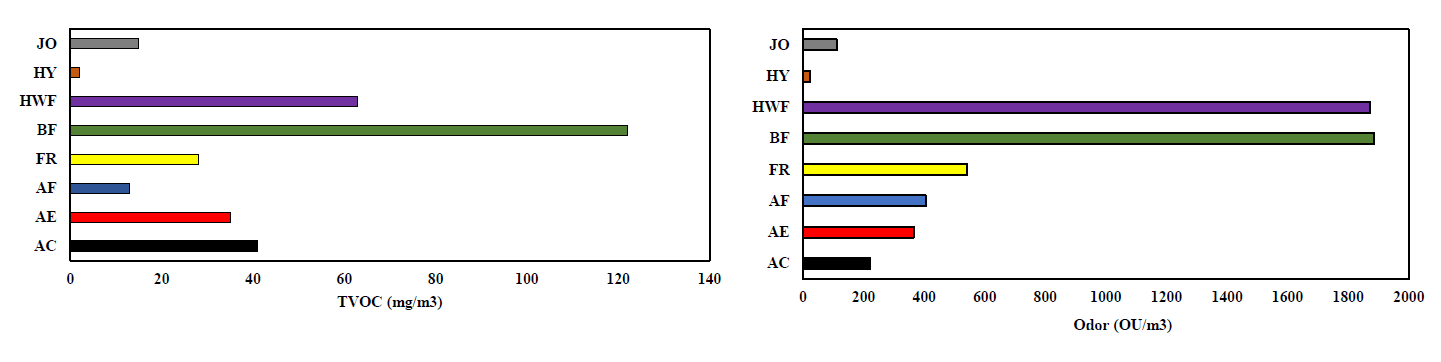 JO
HY
HWF
BF
FR
AF
AE
AC
0 20 40 60 80 100 120 140
TVOC (mg/m3)
JO
HY
HWF
BF
FR
AF
AE
AC
0 200 400 600 800 1000 1200 1400 1600 1800 2000
Odor (OU/m3)